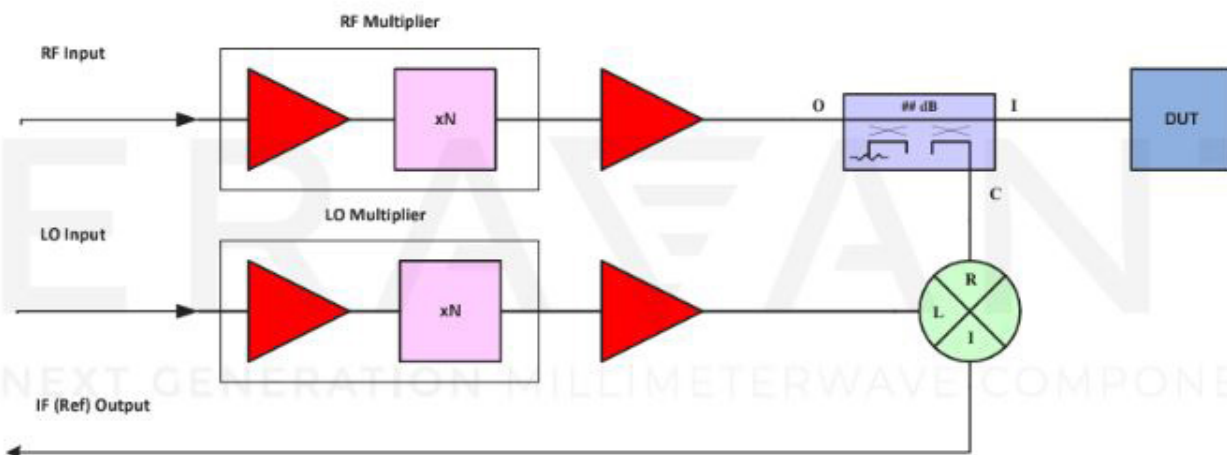 RF Multiplier
RF Input
xN
O
## dB
I
DUT
C
LO Multiplier
LO Input
xN
R
L
I
ERAVANT
NEXT GENERATION MILLIMETERWAVE COMPONE
IF (Ref) Output